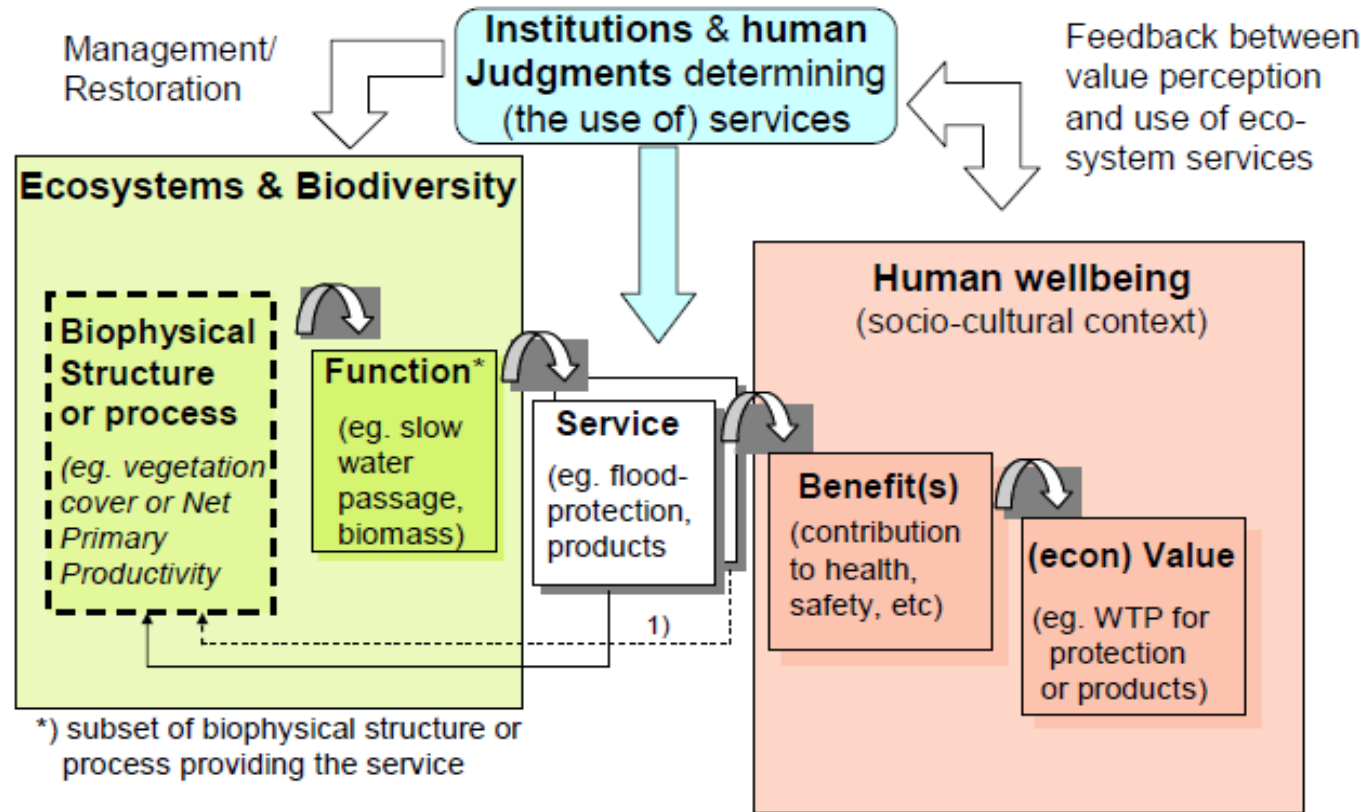 Management/
Restoration
Institutions & human
Judgments determining
(the use of) services
Feedback between
value perception
and use of eco-
system services
Ecosystems & Biodiversity
Biophysical
Structure
or process
(eg. vegetation
cover or Net
Primary
Productivity
Function*
(eg. slow
water
passage,
biomass)
Service
(eg. flood-
protection,
products
1)
Human wellbeing
(socio-cultural context)
Benefit(s)
(contribution
to health,
safety, etc)
(econ) Value
(eg. WTP for
protection
or products)
*) subset of biophysical structure or
process providing the service